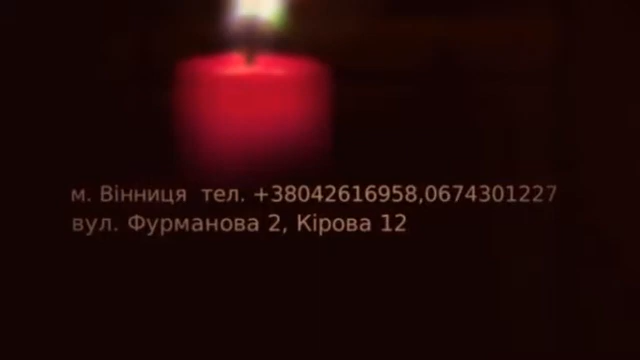 м. Вінниця тел. +38042616958,0674301227
вул. Фурманова 2, Кірова 12